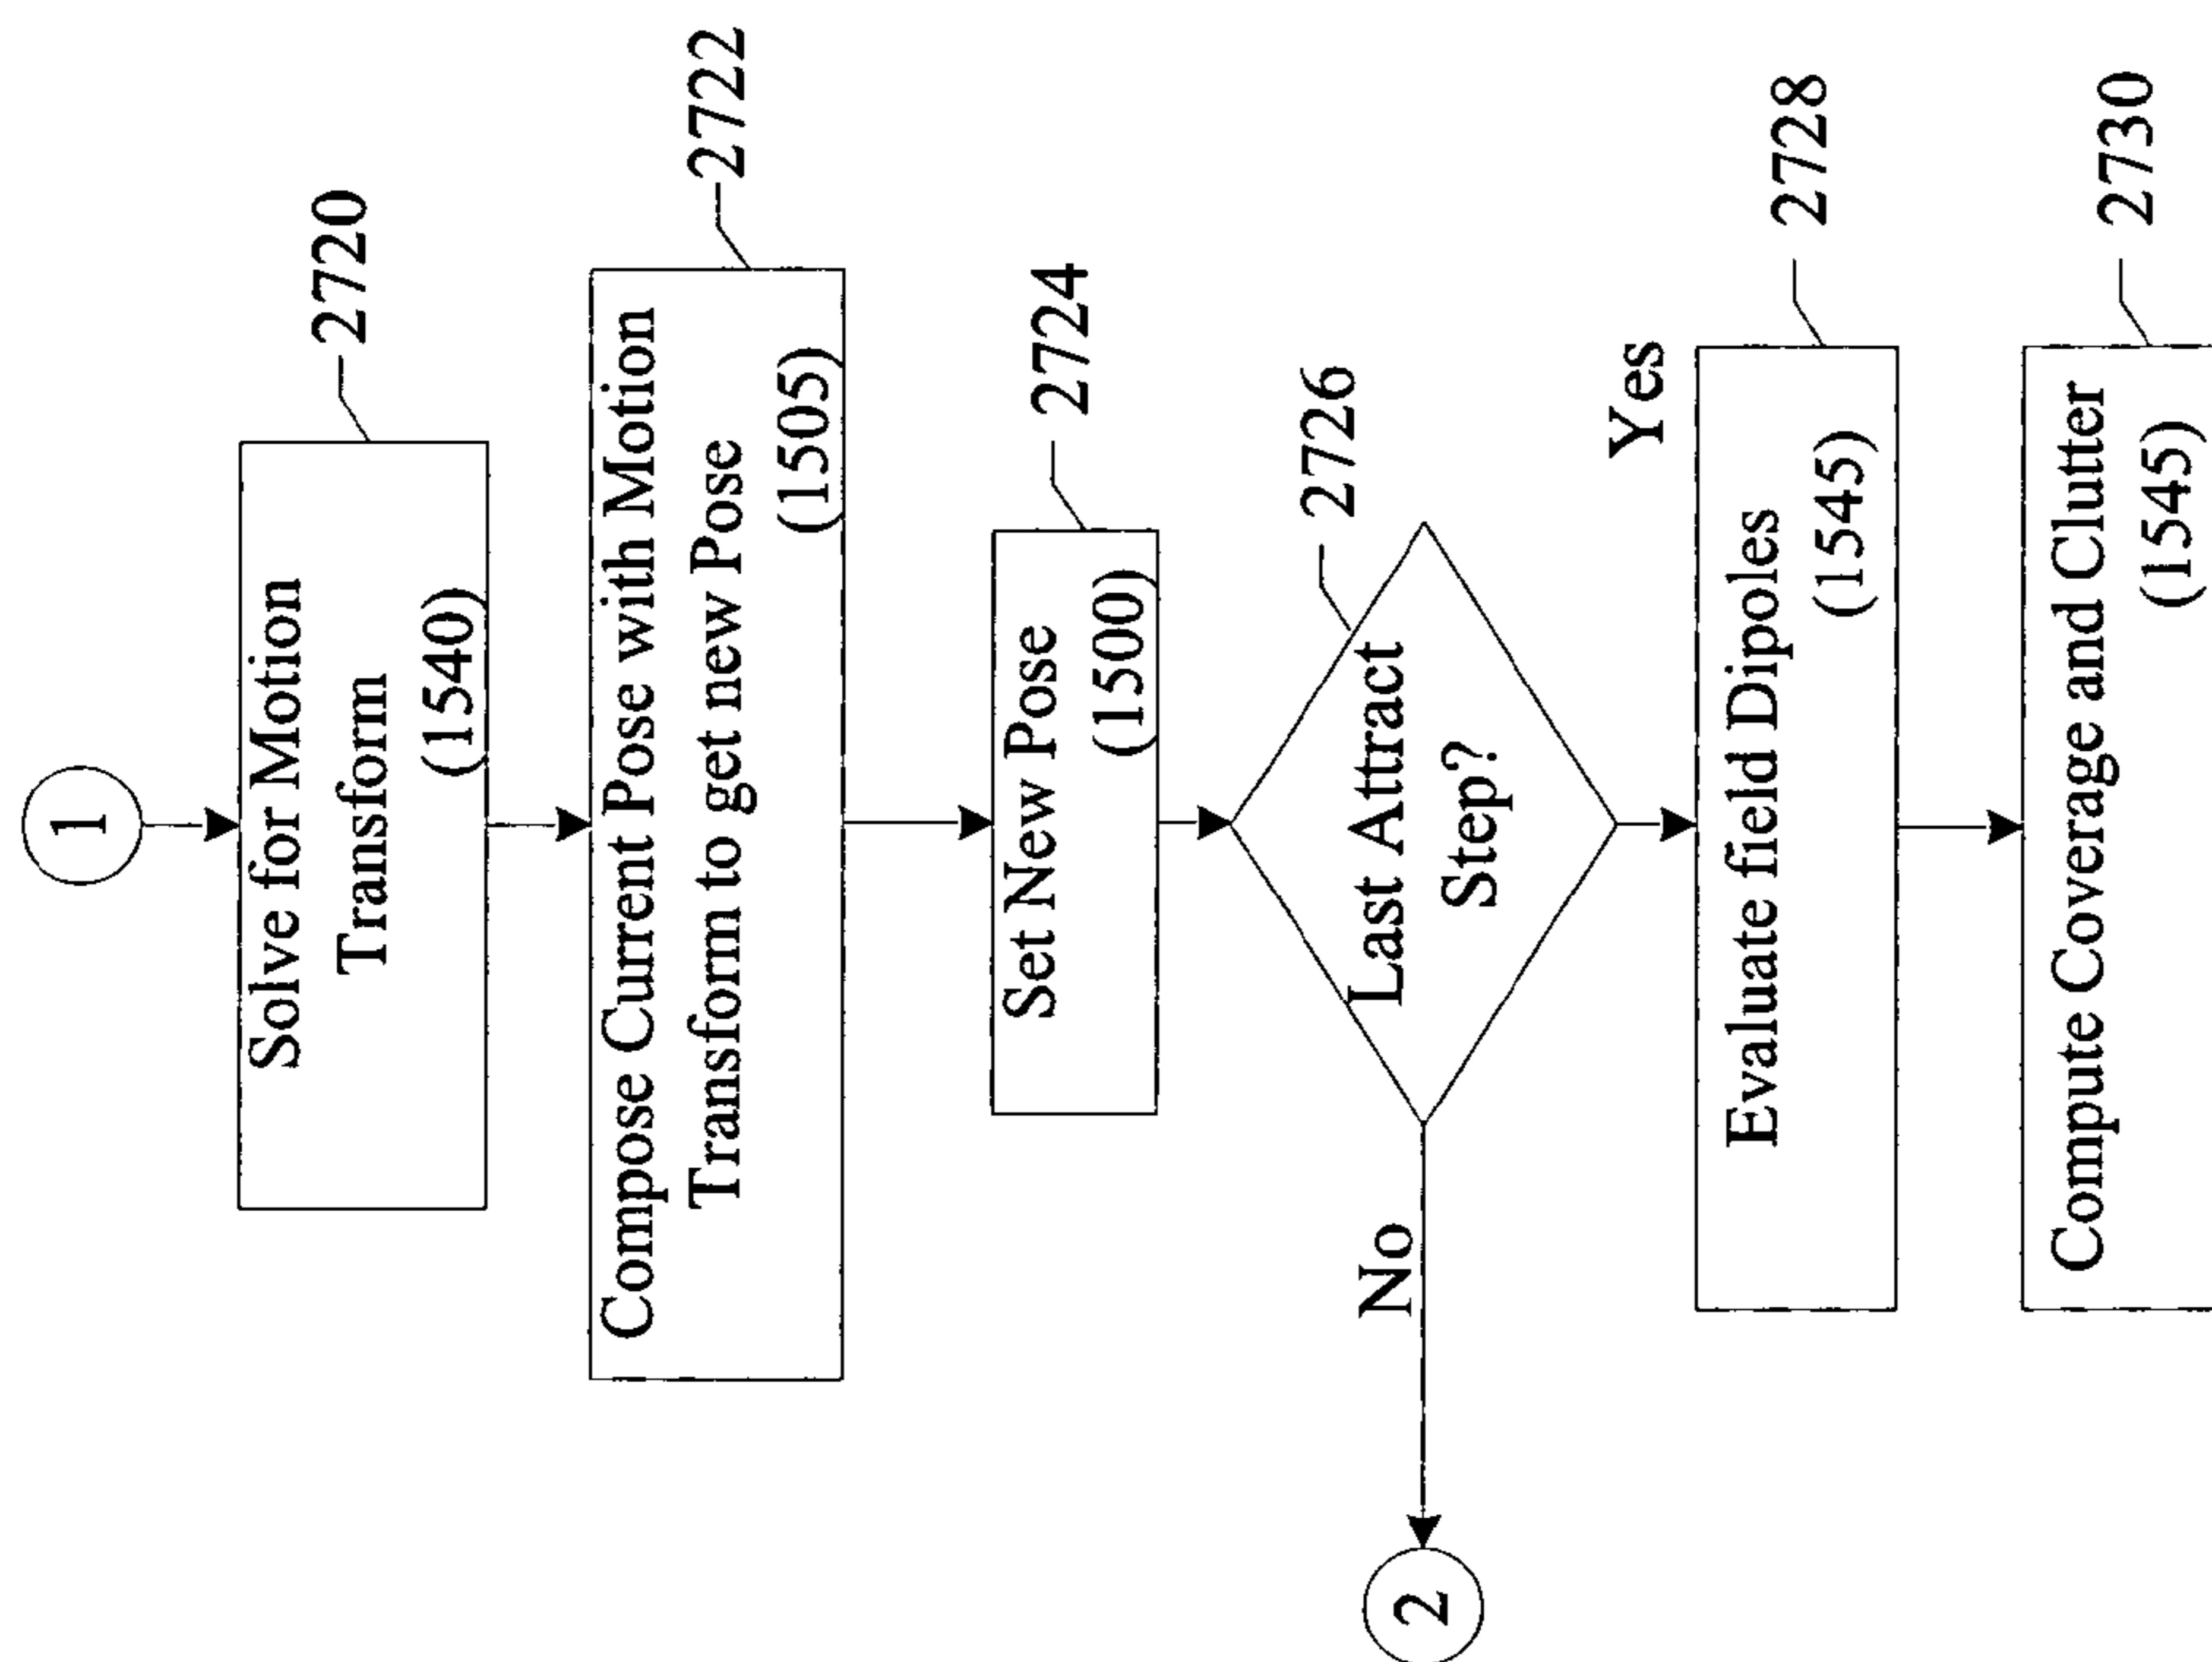 1
Solve for Motion
Transform
(1540)
2720
Compose Current Pose with Motion
Transform to get new Pose
(1505)
2722
Set New Pose
(1500)
2724
Last Attract
Step?
2726
No
2
Yes
Evaluate field Dipoles
(1545)
2728
Compute Coverage and Clutter
(1545)
2730